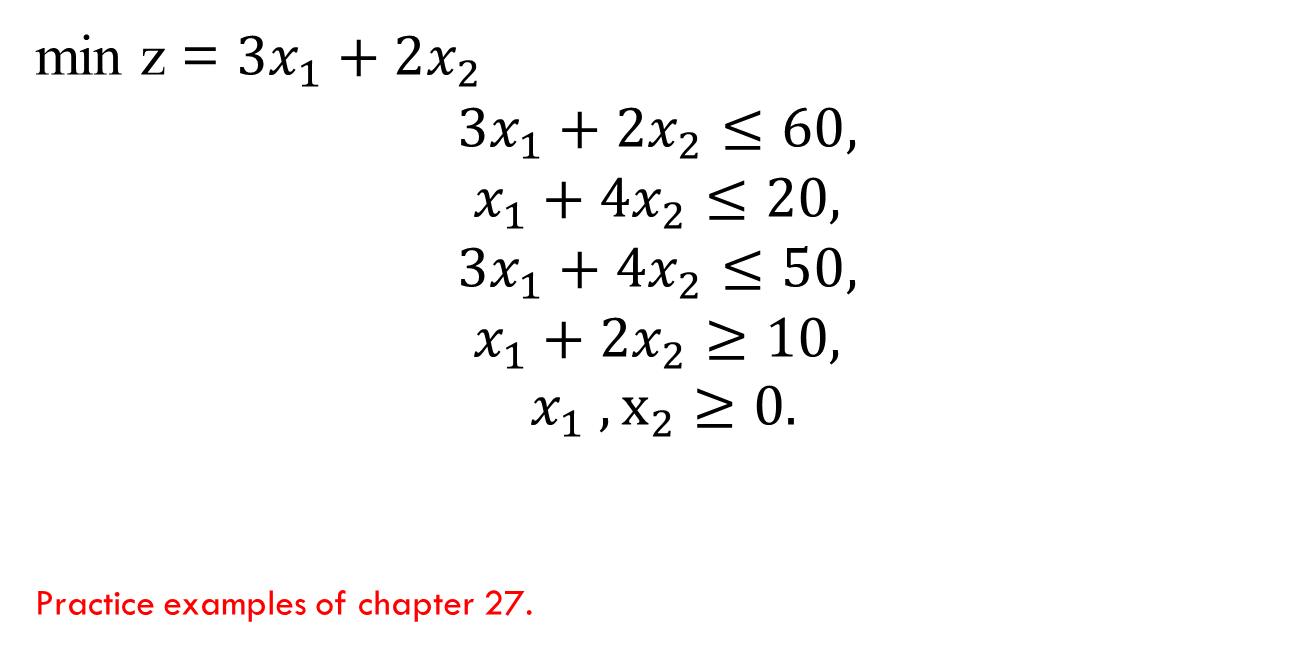 min z = 3x₁ + 2x₂
3x₁ + 2x₂ ≤ 60,
x₁ + 4x₂ ≤ 20,
3x₁ + 4x₂ ≤ 50,
x₁ + 2x₂ ≥ 10,
x₁ , x₂ ≥ 0.
Practice examples of chapter 27.